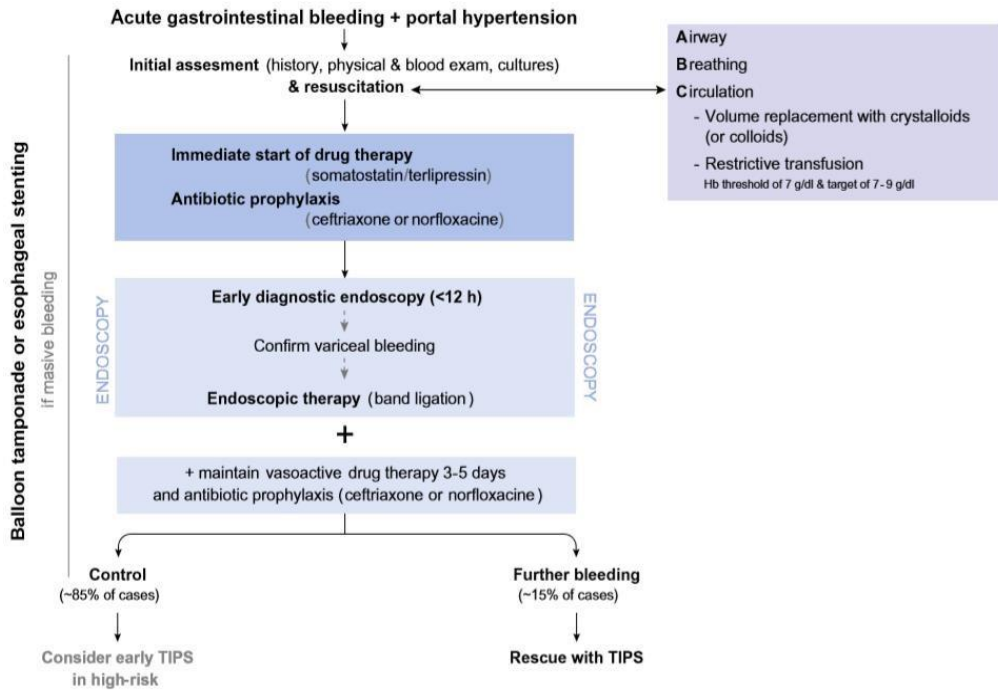 Acute gastrointestinal bleeding + portal hypertension
Initial assesment (history, physical & blood exam, cultures)
& resuscitation
Airway
Breathing
Circulation
- Volume replacement with crystalloids
(or colloids)
- Restrictive transfusion
Hb threshold of 7 g/dl & target of 7-9 g/dl
Immediate start of drug therapy
(somatostatin/terlipressin)
Antibiotic prophylaxis
(ceftriaxone or norfloxacine)
Balloon tamponade or esophageal stenting
if masive bleeding
ENDOSCOPY
Early diagnostic endoscopy (<12 h)
Confirm variceal bleeding
Endoscopic therapy (band ligation)
ENDOSCOPY
+
+ maintain vasoactive drug therapy 3-5 days
and antibiotic prophylaxis (ceftriaxone or norfloxacine)
Control
(~85% of cases)
Further bleeding
(~15% of cases)
Consider early TIPS
in high-risk
Rescue with TIPS